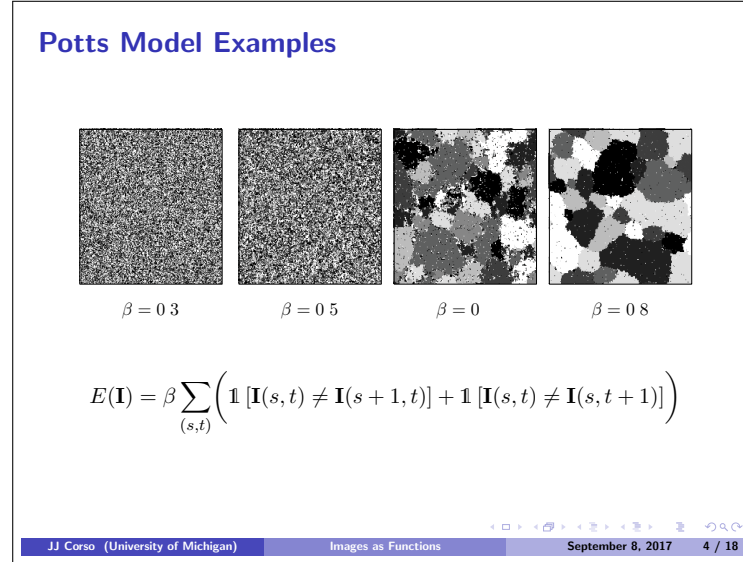 Potts Model Examples
β = 0 3 β = 0 5 β = 0 β = 0 8
E(I) = β ∑(s,t) ( 𝟙 [I(s, t) ≠ I(s + 1, t)] + 𝟙 [I(s, t) ≠ I(s, t + 1)] )
JJ Corso (University of Michigan) Images as Functions September 8, 2017 4 / 18